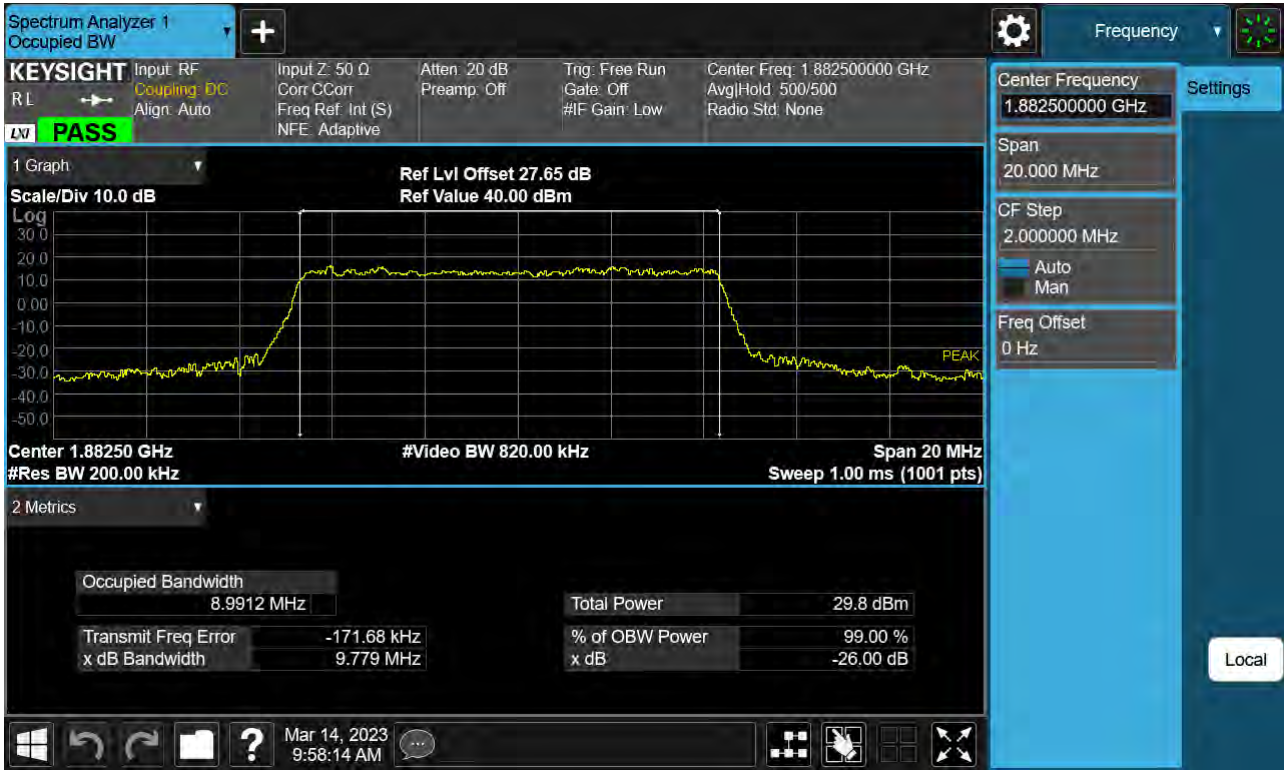 Spectrum Analyzer 1
Occupied BW
+
Frequency
KEYSIGHT
RL
LXI
PASS
Input: RF
Coupling: DC
Align: Auto
Input Z: 50 Ω
Corr CCorr
Freq Ref: Int (S)
NFE: Adaptive
Atten: 20 dB
Preamp: Off
Trig: Free Run
Gate: Off
#IF Gain: Low
Center Freq: 1.882500000 GHz
Avg|Hold: 500/500
Radio Std: None
Center Frequency
1.882500000 GHz
Settings
Span
20.000 MHz
CF Step
2.000000 MHz
Auto
Man
Freq Offset
0 Hz
1 Graph
Scale/Div 10.0 dB
Ref Lvl Offset 27.65 dB
Ref Value 40.00 dBm
Log
30.0
20.0
10.0
0.00
-10.0
-20.0
-30.0
-40.0
-50.0
PEAK
Center 1.88250 GHz
#Video BW 820.00 kHz
Span 20 MHz
#Res BW 200.00 kHz
Sweep 1.00 ms (1001 pts)
2 Metrics
Occupied Bandwidth
8.9912 MHz
Total Power 29.8 dBm
Transmit Freq Error -171.68 kHz
% of OBW Power 99.00 %
x dB Bandwidth 9.779 MHz
x dB -26.00 dB
Local
?
Mar 14, 2023
9:58:14 AM